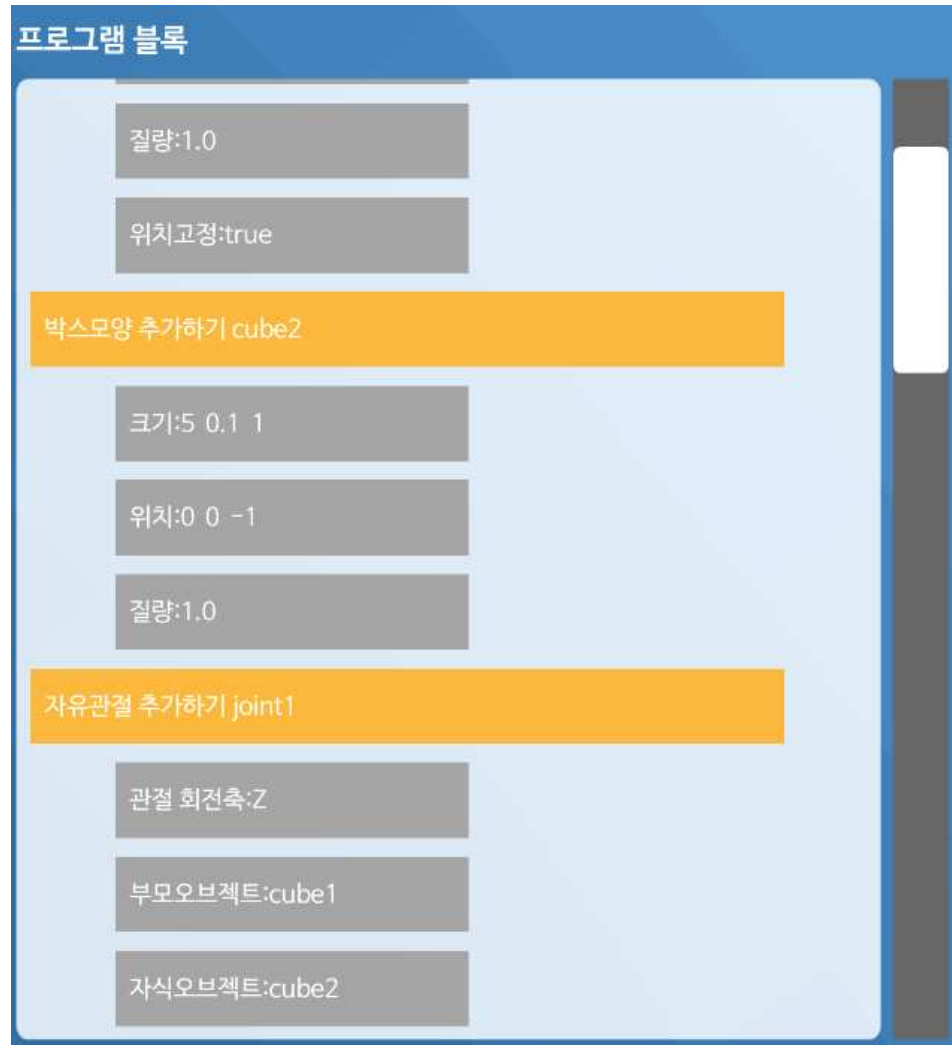 프로그램 블록
질량:1.0
위치고정:true
박스모양 추가하기 cube2
크기:5 0.1 1
위치:0 0 -1
질량:1.0
자유관절 추가하기 joint1
관절 회전축:Z
부모오브젝트:cube1
자식오브젝트:cube2